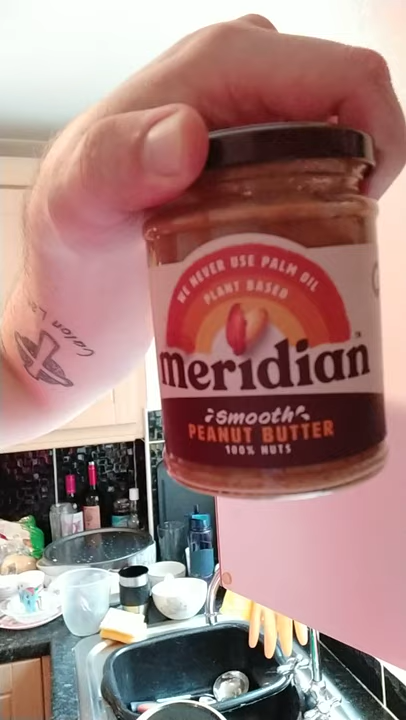 WE NEVER USE PALM OIL
PLANT BASED
meridian
smooth
PEANUT BUTTER
100% NUTS